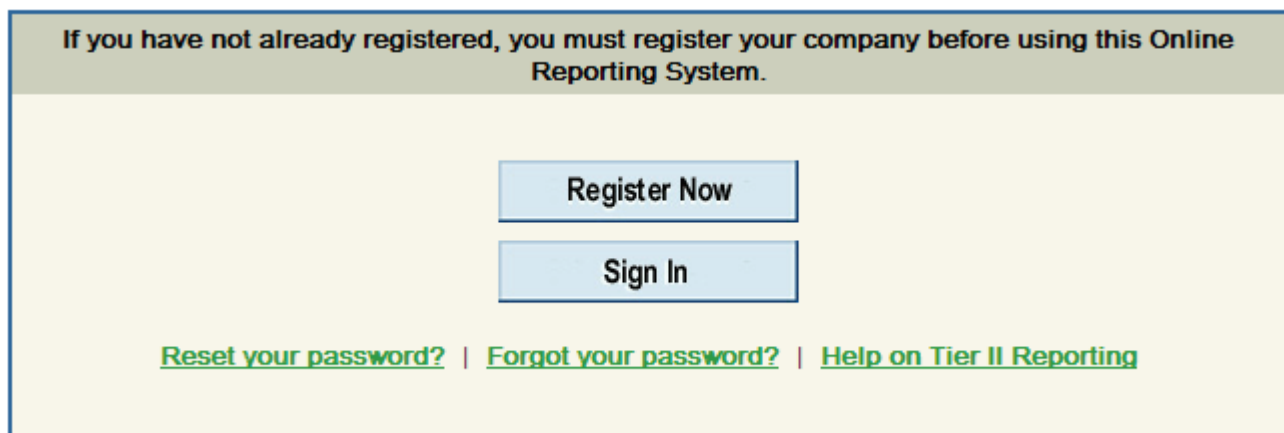 If you have not already registered, you must register your company before using this Online
Reporting System.
Register Now
Sign In
Reset your password? | Forgot your password? | Help on Tier II Reporting